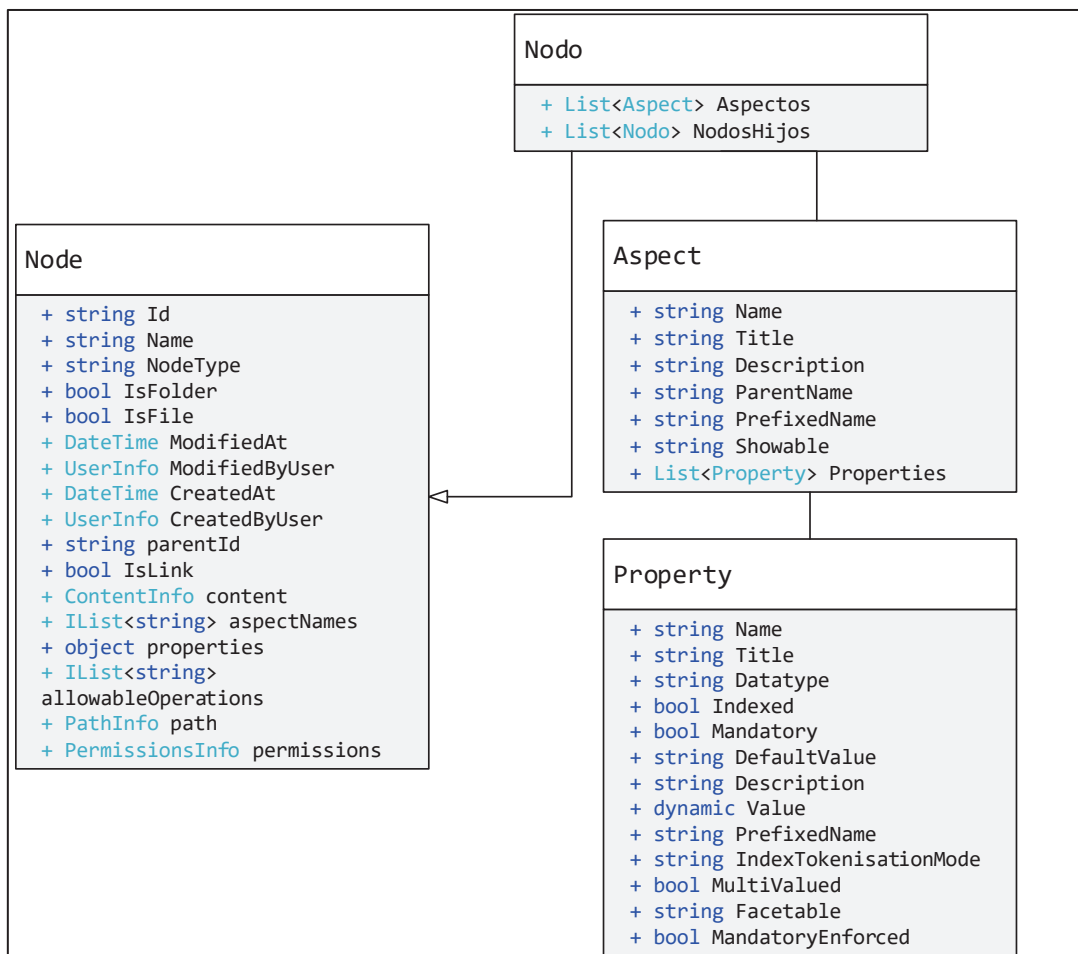 Nodo
+ List<Aspect> Aspectos
+ List<Nodo> NodosHijos
Node
+ string Id
+ string Name
+ string NodeType
+ bool IsFolder
+ bool IsFile
+ DateTime ModifiedAt
+ UserInfo ModifiedByUser
+ DateTime CreatedAt
+ UserInfo CreatedByUser
+ string parentId
+ bool IsLink
+ ContentInfo content
+ IList<string> aspectNames
+ object properties
+ IList<string>
allowableOperations
+ PathInfo path
+ PermissionsInfo permissions
Aspect
+ string Name
+ string Title
+ string Description
+ string ParentName
+ string PrefixedName
+ string Showable
+ List<Property> Properties
Property
+ string Name
+ string Title
+ string Datatype
+ bool Indexed
+ bool Mandatory
+ string DefaultValue
+ string Description
+ dynamic Value
+ string PrefixedName
+ string IndexTokenisationMode
+ bool MultiValued
+ string Facetable
+ bool MandatoryEnforced